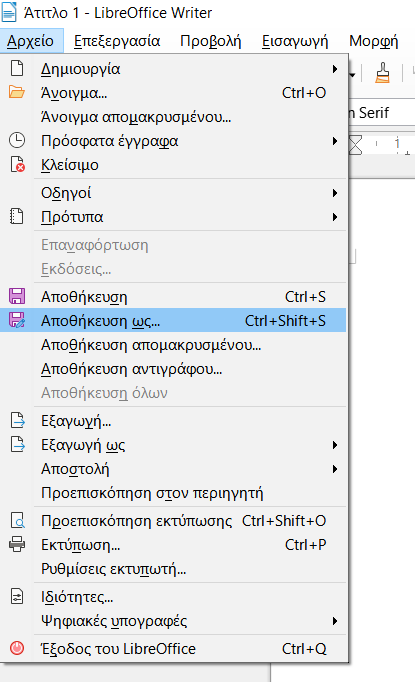 Άτιτλο 1 - LibreOffice Writer
Αρχείο Επεξεργασία Προβολή Εισαγωγή Μορφή
Δημιουργία
Άνοιγμα... Ctrl+O
Άνοιγμα απομακρυσμένου...
n Serif
Πρόσφατα έγγραφα
1
Κλείσιμο
Οδηγοί
Πρότυπα
Επαναφόρτωση
Εκδόσεις...
Αποθήκευση Ctrl+S
Αποθήκευση ως... Ctrl+Shift+S
Αποθήκευση απομακρυσμένου...
Αποθήκευση αντιγράφου...
Αποθήκευση όλων
Εξαγωγή...
Εξαγωγή ως
Αποστολή
Προεπισκόπηση στον περιηγητή
Προεπισκόπηση εκτύπωσης Ctrl+Shift+O
Εκτύπωση... Ctrl+P
Ρυθμίσεις εκτυπωτή...
Ιδιότητες...
Ψηφιακές υπογραφές
Έξοδος του LibreOffice Ctrl+Q